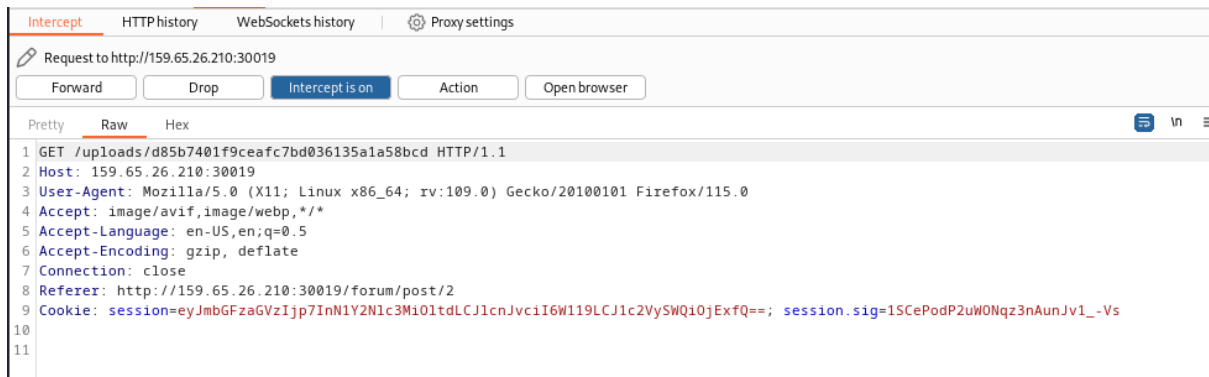 Intercept HTTP history WebSockets history Proxy settings
Request to http://159.65.26.210:30019
Forward Drop Intercept is on Action Open browser
Pretty Raw Hex \n
1 GET /uploads/d85b7401f9ceafc7bd036135a1a58bcd HTTP/1.1
2 Host: 159.65.26.210:30019
3 User-Agent: Mozilla/5.0 (X11; Linux x86_64; rv:109.0) Gecko/20100101 Firefox/115.0
4 Accept: image/avif,image/webp,*/*
5 Accept-Language: en-US,en;q=0.5
6 Accept-Encoding: gzip, deflate
7 Connection: close
8 Referer: http://159.65.26.210:30019/forum/post/2
9 Cookie: session=eyJmbGFzaGVzIjp7InN1Y2Nlc3MiOltdLCJlcnJvciI6W119LCJ1c2VySWQiOjExfQ==; session.sig=1SCePodP2uWONqz3nAunJv1_-Vs
10
11